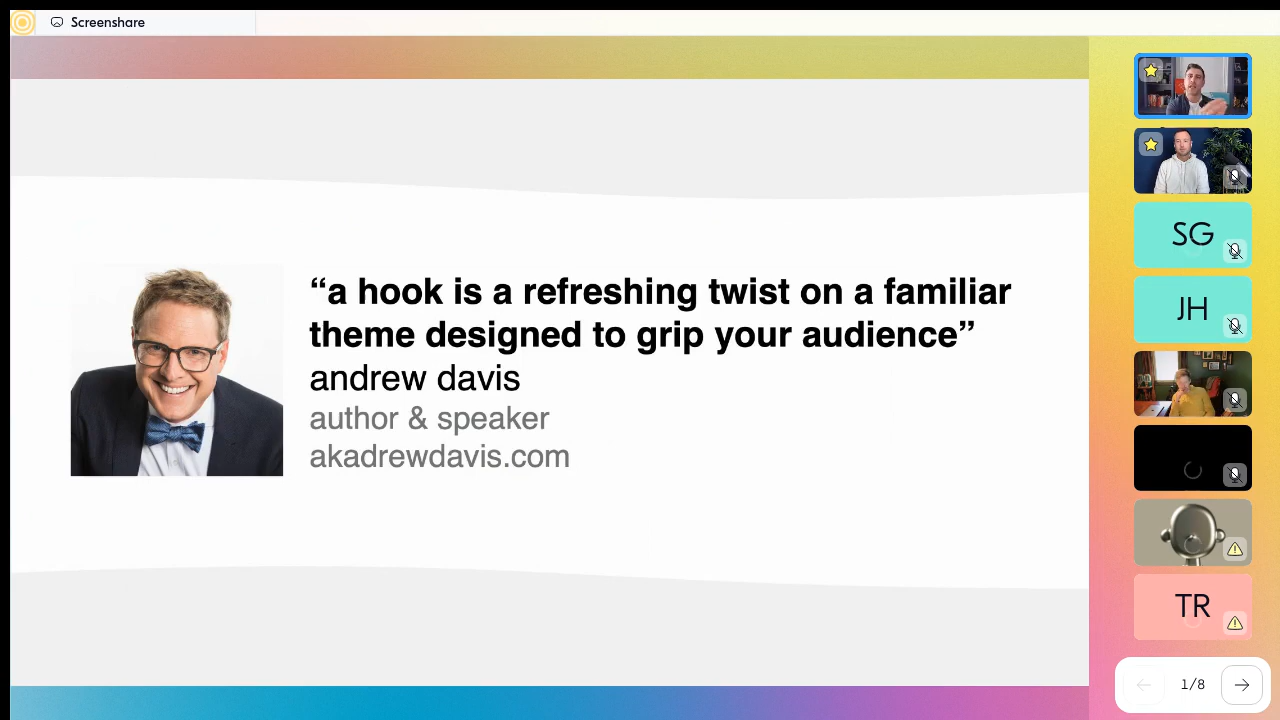 Screenshare
“a hook is a refreshing twist on a familiar
theme designed to grip your audience”
andrew davis
author & speaker
akadrewdavis.com
SG
JH
TR
1/8